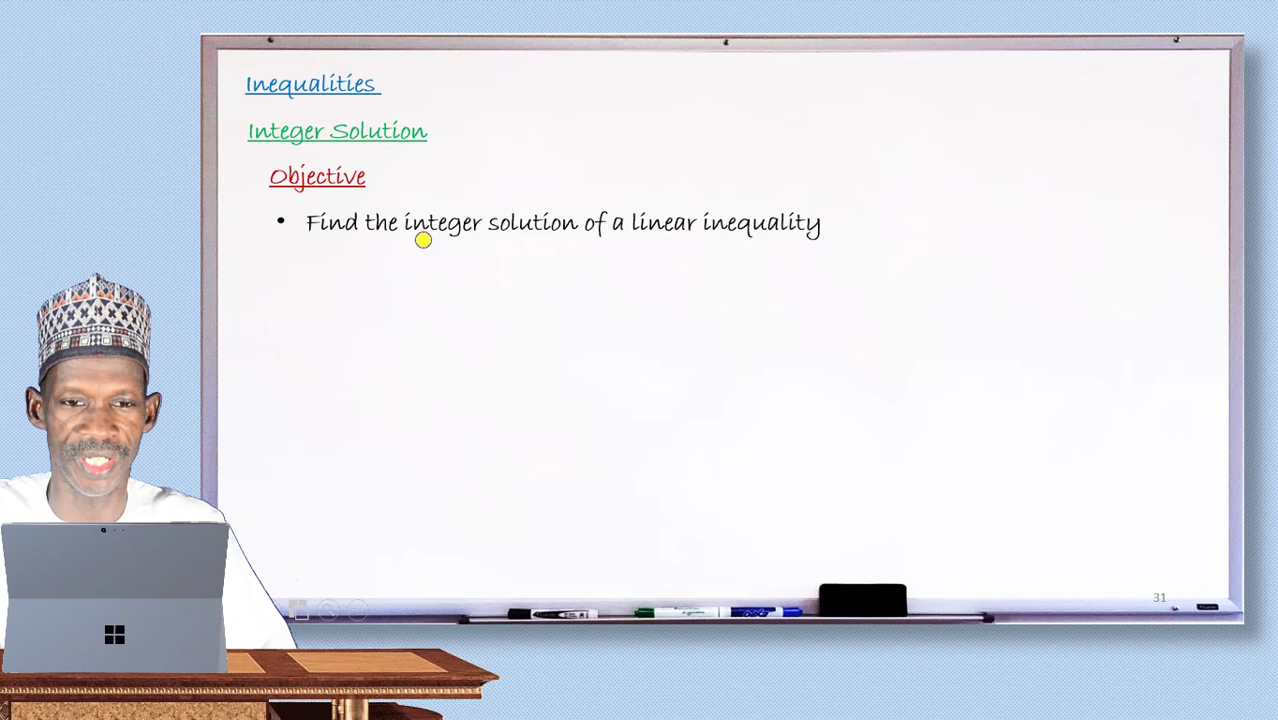 Inequalities
Integer Solution
Objective
• Find the integer solution of a linear inequality
31